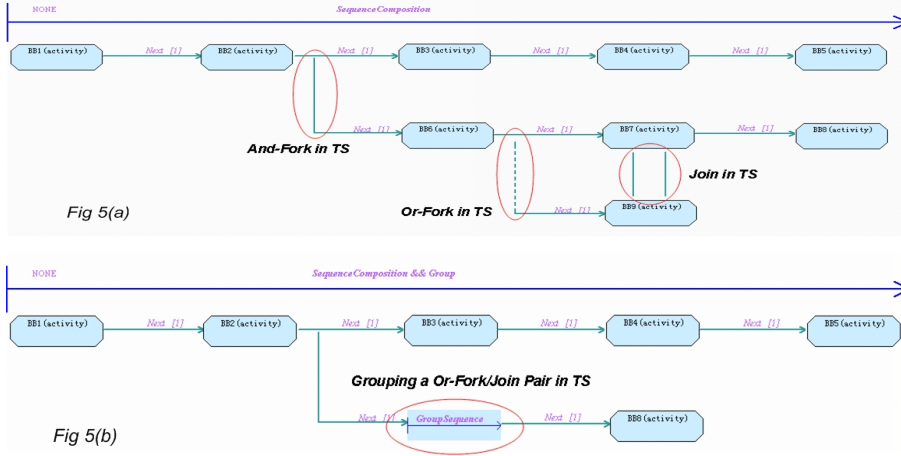 NONE SequenceComposition
BB1(activity) Next [1] BB2(activity) Next [1] BB3(activity) Next [1] BB4(activity) Next [1] BB5(activity)
Next [1] BB6(activity) Next [1] BB7(activity) Next [1] BB8(activity)
And-Fork in TS
Join in TS
Or-Fork in TS Next [1] BB9(activity)
Fig 5(a)
NONE SequenceComposition && Group
BB1(activity) Next [1] BB2(activity) Next [1] BB3(activity) Next [1] BB4(activity) Next [1] BB5(activity)
Grouping a Or-Fork/Join Pair in TS
Next [1] GroupSequence Next [1] BB8(activity)
Fig 5(b)